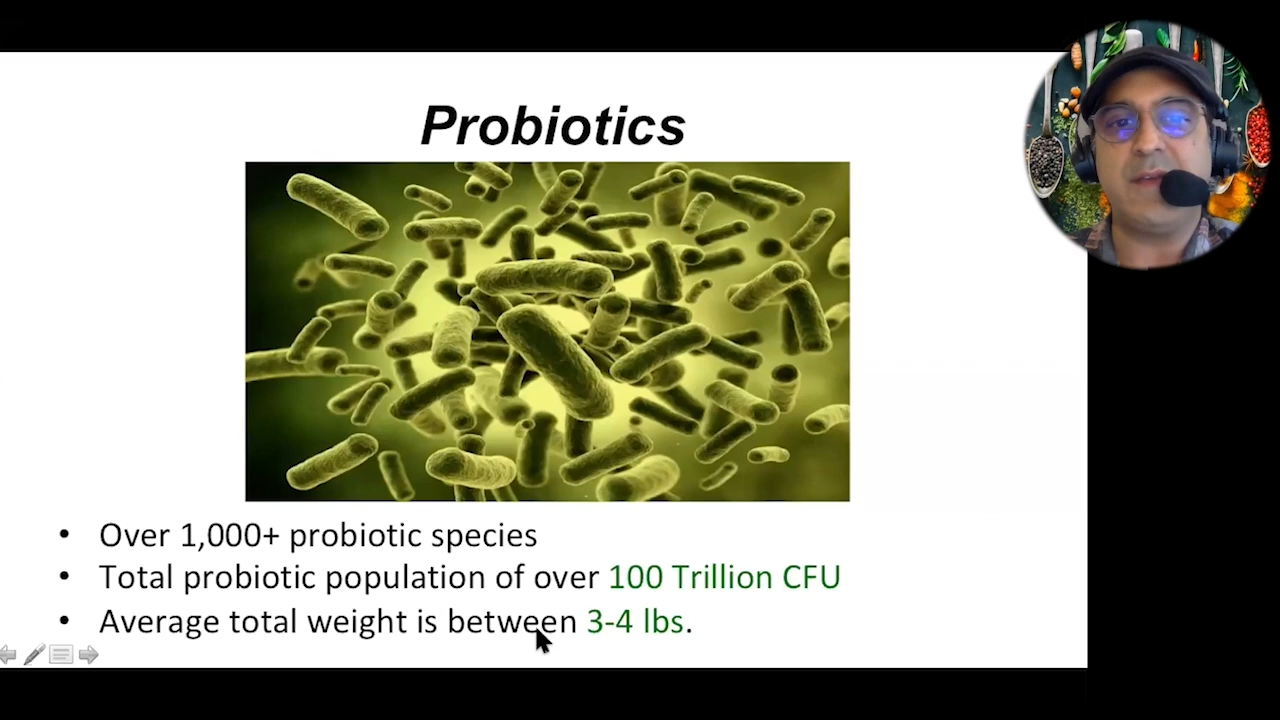 Probiotics
• Over 1,000+ probiotic species
• Total probiotic population of over 100 Trillion CFU
• Average total weight is between 3-4 lbs.